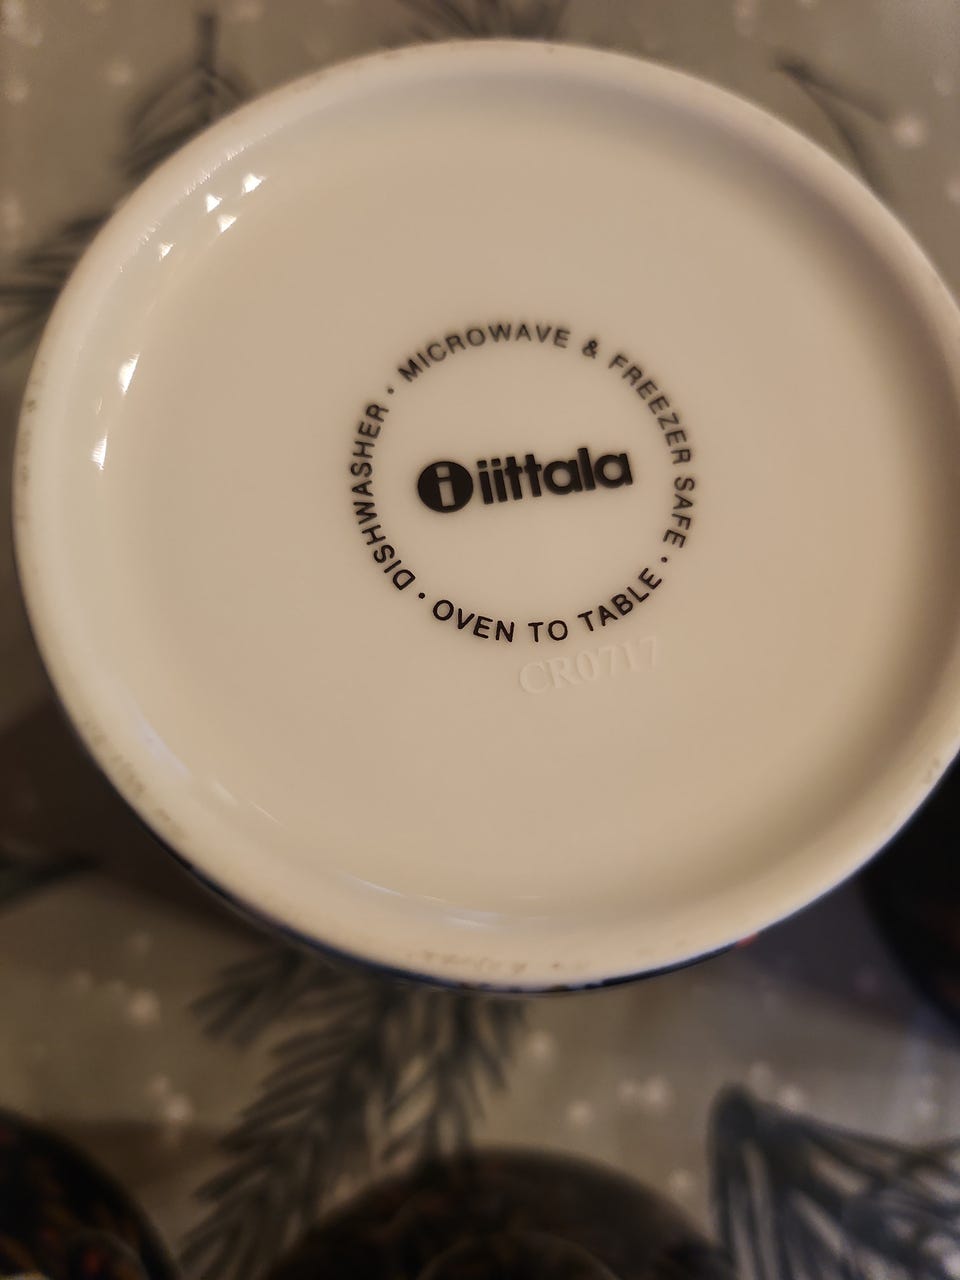 DISHWASHER · MICROWAVE & FREEZER SAFE · OVEN TO TABLE ·
i iittala
CR0717